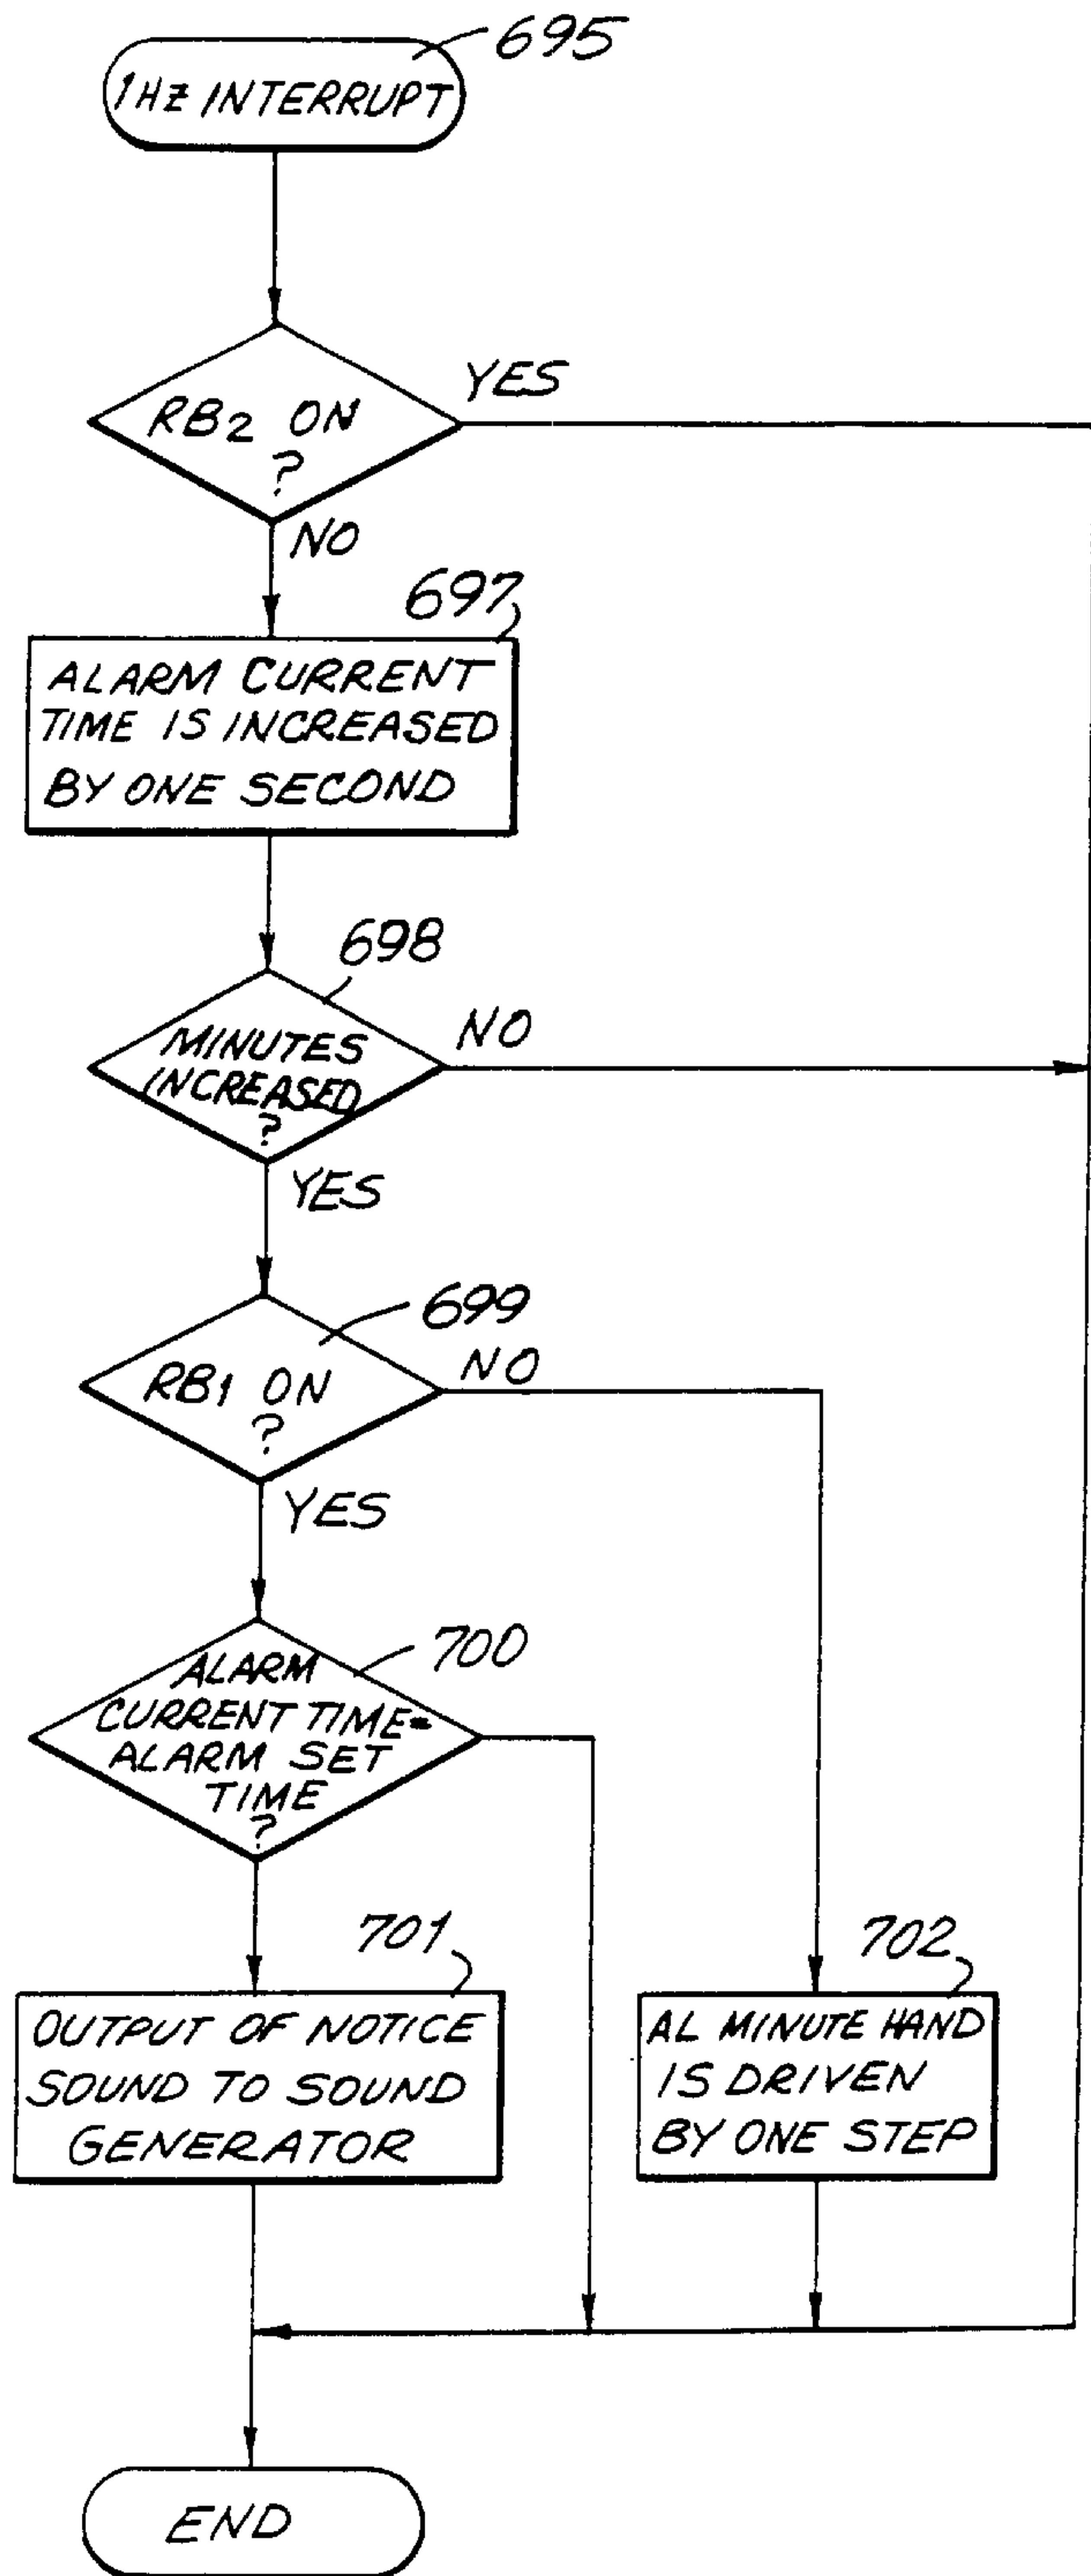 695
1HZ INTERRUPT
YES
RB2 ON
?
NO
697
ALARM CURRENT
TIME IS INCREASED
BY ONE SECOND
698
NO
MINUTES
INCREASED
?
YES
699
NO
RB1 ON
?
YES
700
ALARM
CURRENT TIME=
ALARM SET
TIME
?
701
OUTPUT OF NOTICE
SOUND TO SOUND
GENERATOR
702
AL MINUTE HAND
IS DRIVEN
BY ONE STEP
END